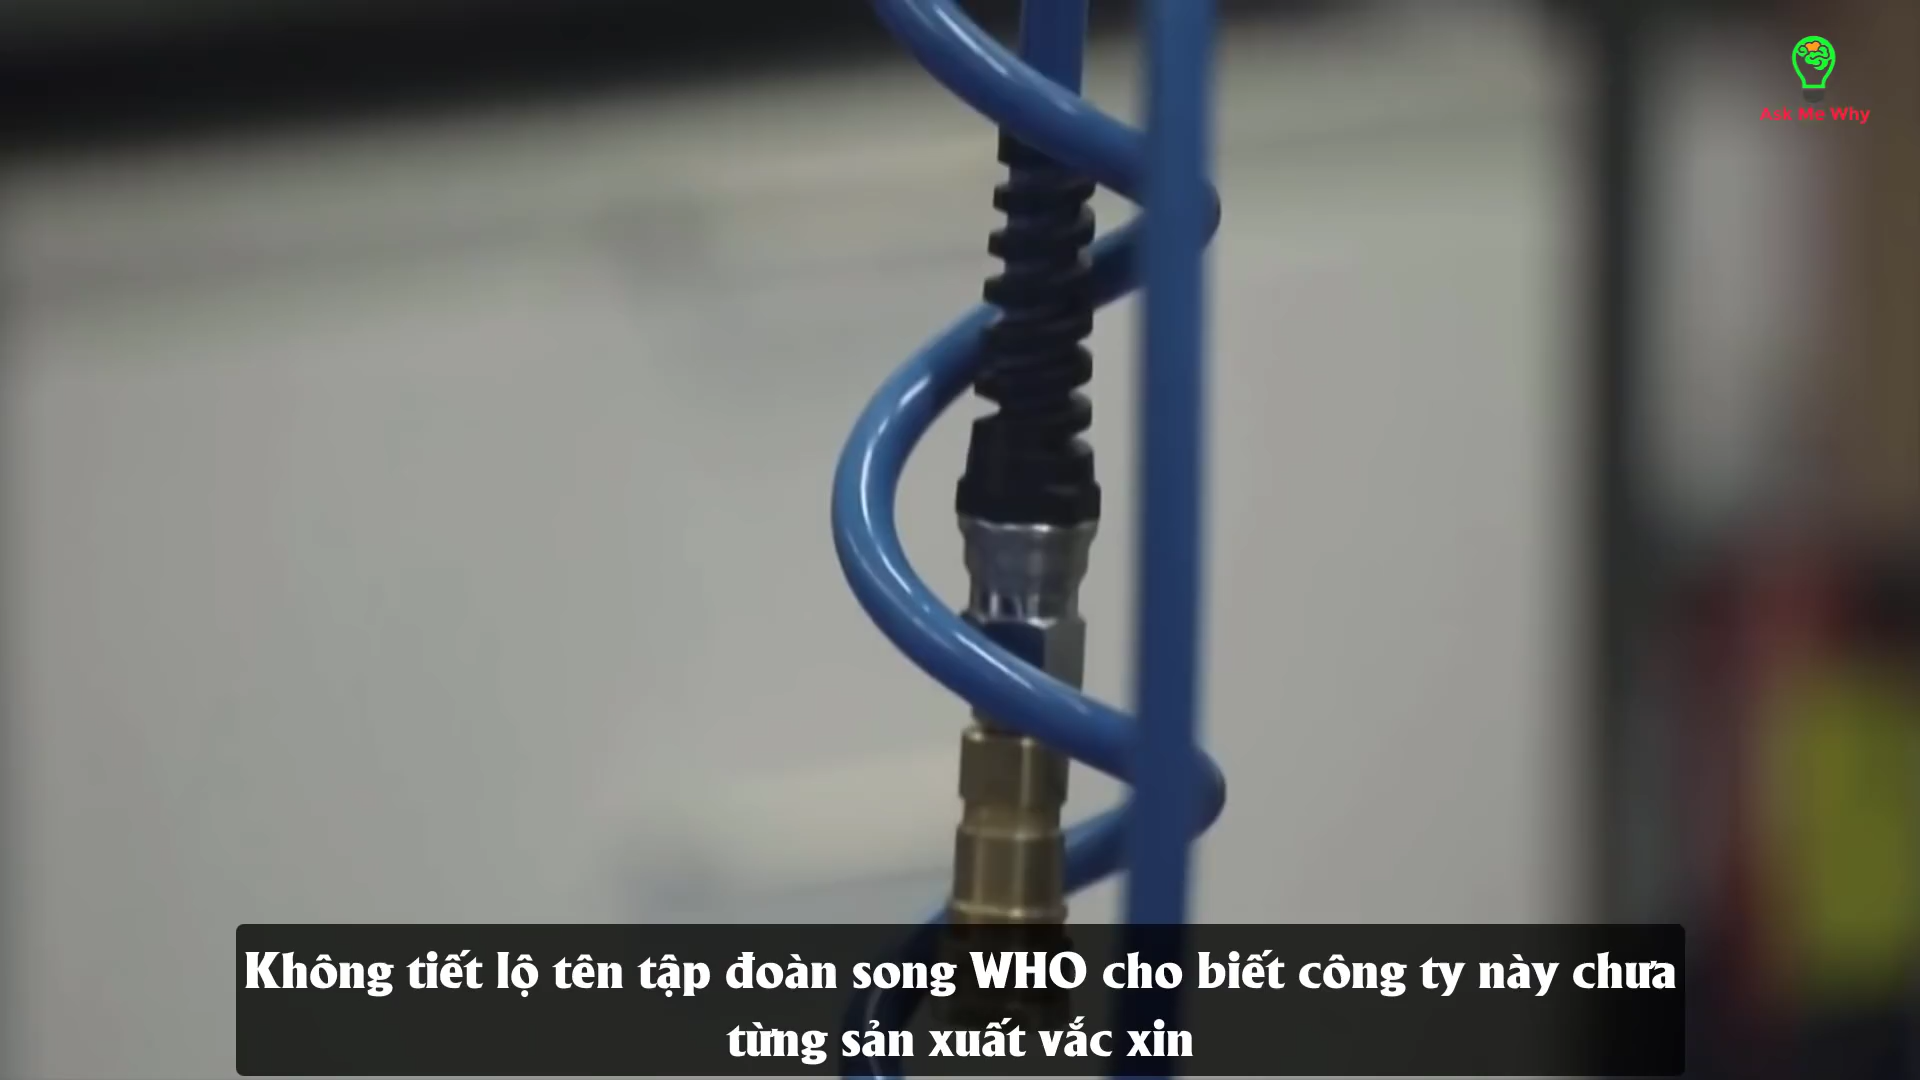 Ask Me Why
Không tiết lộ tên tập đoàn song WHO cho biết công ty này chưa
từng sản xuất vắc xin